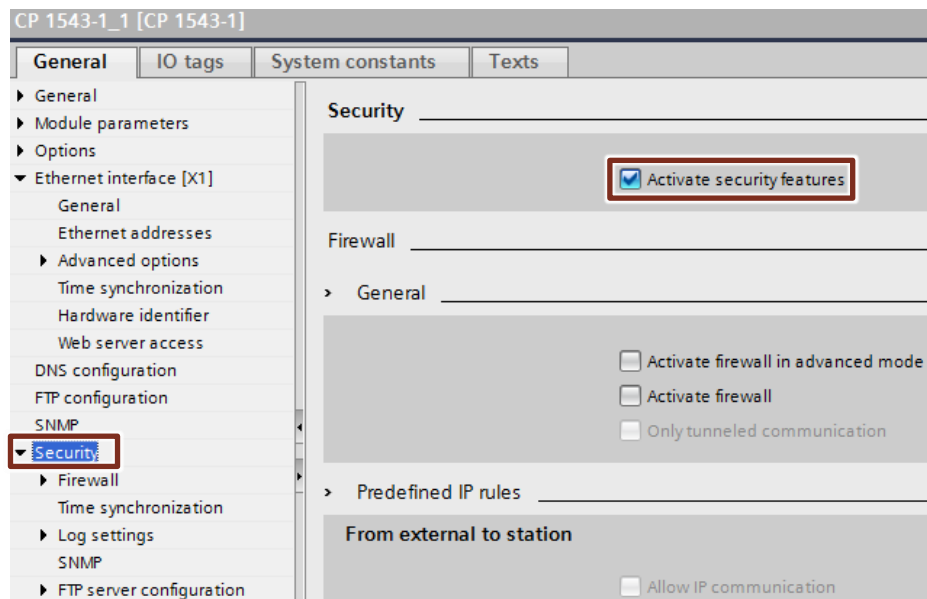 CP 1543-1_1 [CP 1543-1]
General IO tags System constants Texts
General
Module parameters
Options
Ethernet interface [X1]
General
Ethernet addresses
Advanced options
Time synchronization
Hardware identifier
Web server access
DNS configuration
FTP configuration
SNMP
Security
Firewall
Time synchronization
Log settings
SNMP
FTP server configuration
Security
Activate security features
Firewall
General
Activate firewall in advanced mode
Activate firewall
Only tunneled communication
Predefined IP rules
From external to station
Allow IP communication